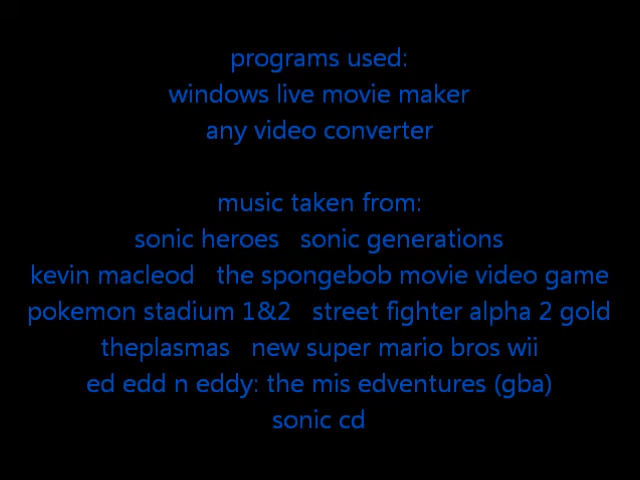 programs used:
windows live movie maker
any video converter
music taken from:
sonic heroes   sonic generations
kevin macleod   the spongebob movie video game
pokemon stadium 1&2   street fighter alpha 2 gold
theplasmas   new super mario bros wii
ed edd n eddy: the mis edventures (gba)
sonic cd